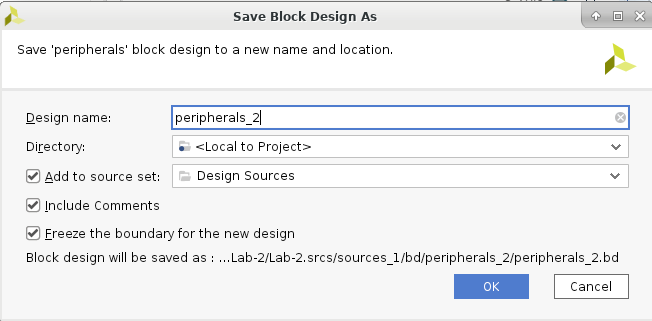 Save Block Design As
Save 'peripherals' block design to a new name and location.
Design name: peripherals_2
Directory: <Local to Project>
Add to source set: Design Sources
Include Comments
Freeze the boundary for the new design
Block design will be saved as : ...Lab-2/Lab-2.srcs/sources_1/bd/peripherals_2/peripherals_2.bd
OK Cancel